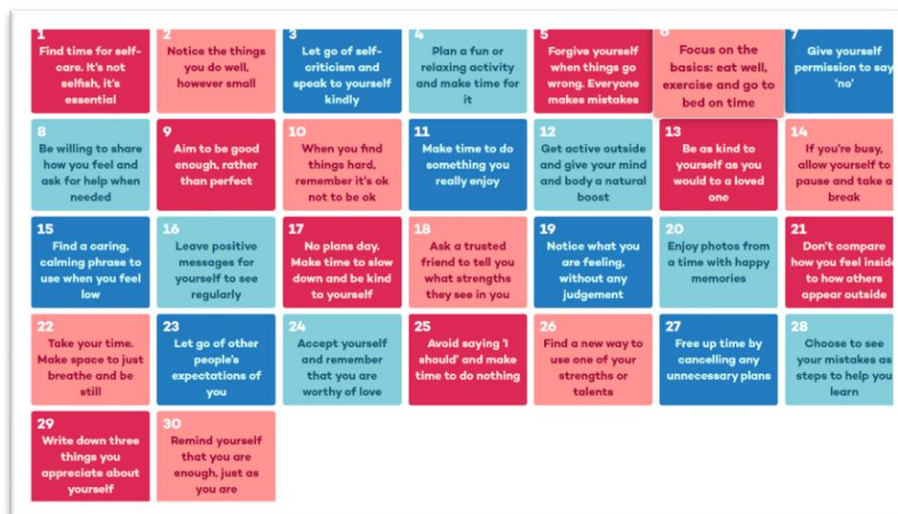 1
Find time for self-
care. It's not
selfish, it's
essential
2
Notice the things
you do well,
however small
3
Let go of self-
criticism and
speak to yourself
kindly
4
Plan a fun or
relaxing activity
and make time for
it
5
Forgive yourself
when things go
wrong. Everyone
makes mistakes
6
Focus on the
basics: eat well,
exercise and go to
bed on time
7
Give yourself
permission to say
'no'
8
Be willing to share
how you feel and
ask for help when
needed
9
Aim to be good
enough, rather
than perfect
10
When you find
things hard,
remember it's ok
not to be ok
11
Make time to do
something you
really enjoy
12
Get active outside
and give your mind
and body a natural
boost
13
Be as kind to
yourself as you
would to a loved
one
14
If you're busy,
allow yourself to
pause and take a
break
15
Find a caring,
calming phrase to
use when you feel
low
16
Leave positive
messages for
yourself to see
regularly
17
No plans day.
Make time to slow
down and be kind
to yourself
18
Ask a trusted
friend to tell you
what strengths
they see in you
19
Notice what you
are feeling,
without any
judgement
20
Enjoy photos from
a time with happy
memories
21
Don't compare
how you feel inside
to how others
appear outside
22
Take your time.
Make space to just
breathe and be
still
23
Let go of other
people's
expectations of
you
24
Accept yourself
and remember
that you are
worthy of love
25
Avoid saying 'I
should' and make
time to do nothing
26
Find a new way to
use one of your
strengths or
talents
27
Free up time by
cancelling any
unnecessary plans
28
Choose to see
your mistakes as
steps to help you
learn
29
Write down three
things you
appreciate about
yourself
30
Remind yourself
that you are
enough, just as
you are